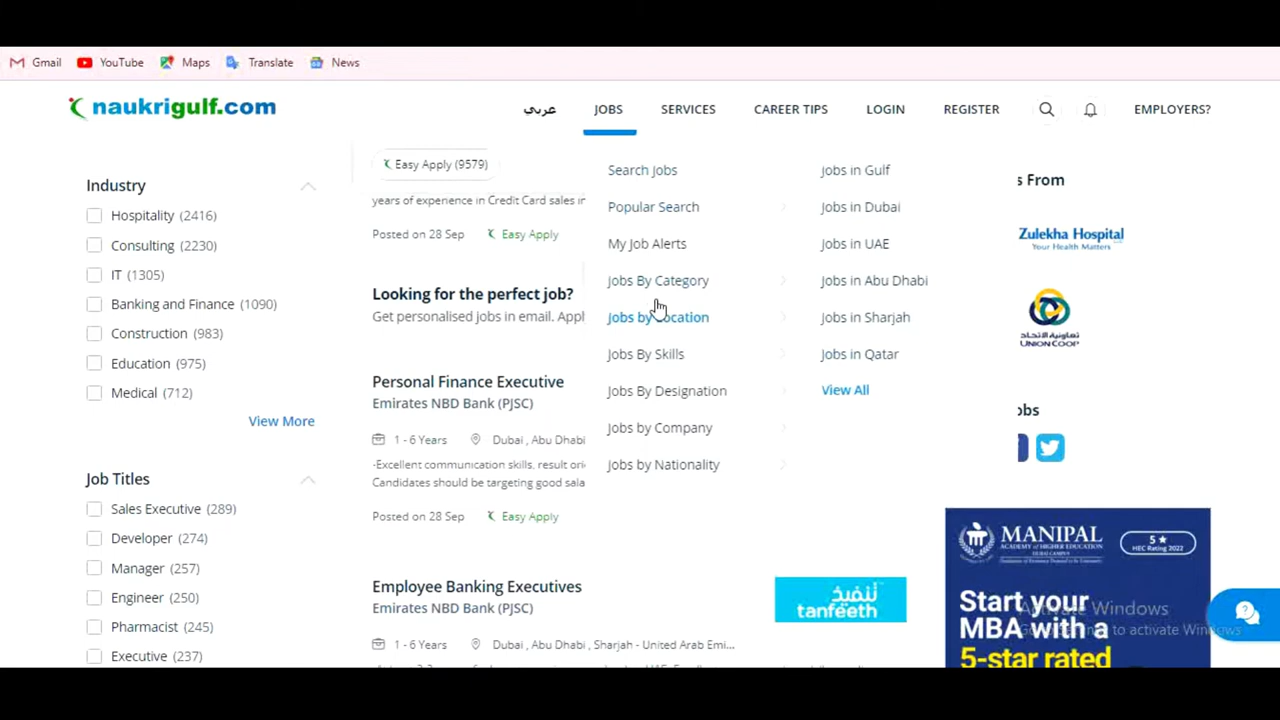 Gmail YouTube Maps Translate News
naukrigulf.com
عربي JOBS SERVICES CAREER TIPS LOGIN REGISTER EMPLOYERS?
Industry
Hospitality (2416)
Consulting (2230)
IT (1305)
Banking and Finance (1090)
Construction (983)
Education (975)
Medical (712)
View More
Job Titles
Sales Executive (289)
Developer (274)
Manager (257)
Engineer (250)
Pharmacist (245)
Executive (237)
Easy Apply (9579)
years of experience in Credit Card sales in
Posted on 28 Sep Easy Apply
Looking for the perfect job?
Get personalised jobs in email. Appl
Personal Finance Executive
Emirates NBD Bank (PJSC)
1 - 6 Years Dubai , Abu Dhabi
-Excellent communication skills, result ori
Candidates should be targeting good sala
Posted on 28 Sep Easy Apply
Employee Banking Executives
Emirates NBD Bank (PJSC)
1 - 6 Years Dubai , Abu Dhabi , Sharjah - United Arab Emi...
تنفيذ
tanfeeth
Search Jobs
Popular Search
My Job Alerts
Jobs By Category
Jobs by Location
Jobs By Skills
Jobs By Designation
Jobs by Company
Jobs by Nationality
Jobs in Gulf
Jobs in Dubai
Jobs in UAE
Jobs in Abu Dhabi
Jobs in Sharjah
Jobs in Qatar
View All
s From
Zulekha Hospital
Your Health Matters
تعاونية الاتحاد
UNION COOP
obs
MANIPAL
ACADEMY OF HIGHER EDUCATION
DUBAI CAMPUS
5 ★
HEC Rating 2022
Start your
MBA with a
5-star rated
Activate Windows
to activate Windows